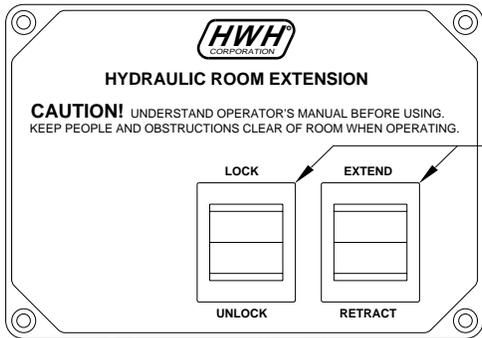 HWH
CORPORATION
HYDRAULIC ROOM EXTENSION
CAUTION! UNDERSTAND OPERATOR'S MANUAL BEFORE USING.
KEEP PEOPLE AND OBSTRUCTIONS CLEAR OF ROOM WHEN OPERATING.
LOCK EXTEND
UNLOCK RETRACT